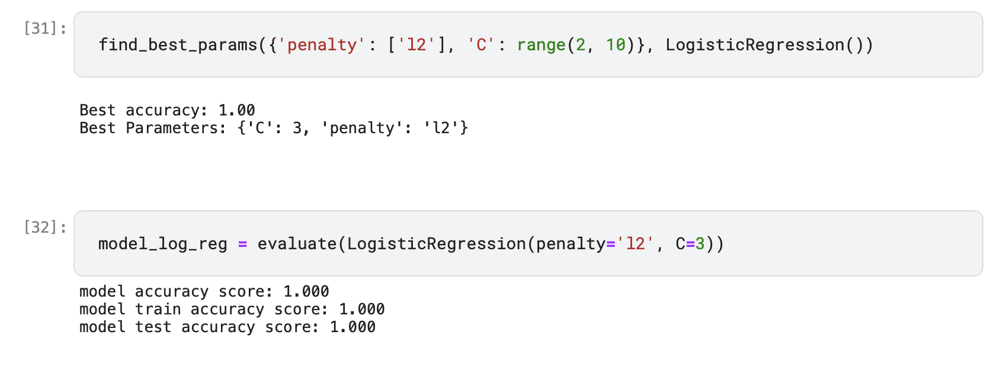 [31]:
find_best_params({'penalty': ['l2'], 'C': range(2, 10)}, LogisticRegression())
Best accuracy: 1.00
Best Parameters: {'C': 3, 'penalty': 'l2'}
[32]:
model_log_reg = evaluate(LogisticRegression(penalty='l2', C=3))
model accuracy score: 1.000
model train accuracy score: 1.000
model test accuracy score: 1.000